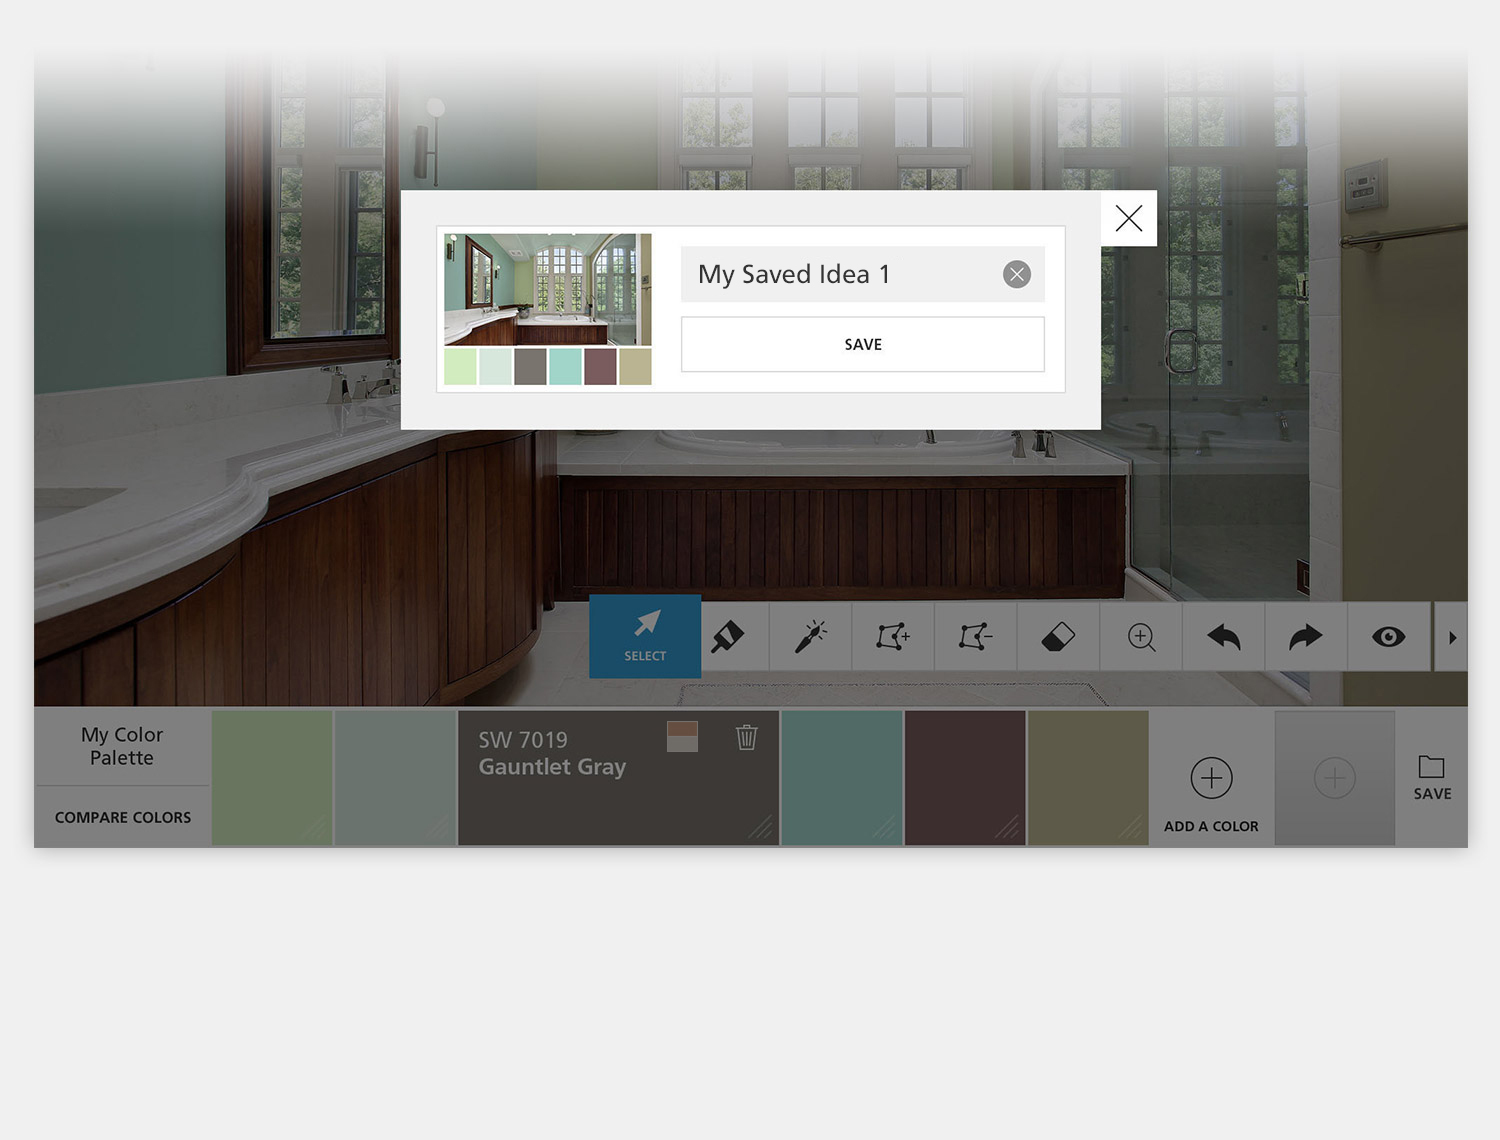 My Saved Idea 1
SAVE
SELECT
My Color
Palette
COMPARE COLORS
SW 7019
Gauntlet Gray
ADD A COLOR
SAVE